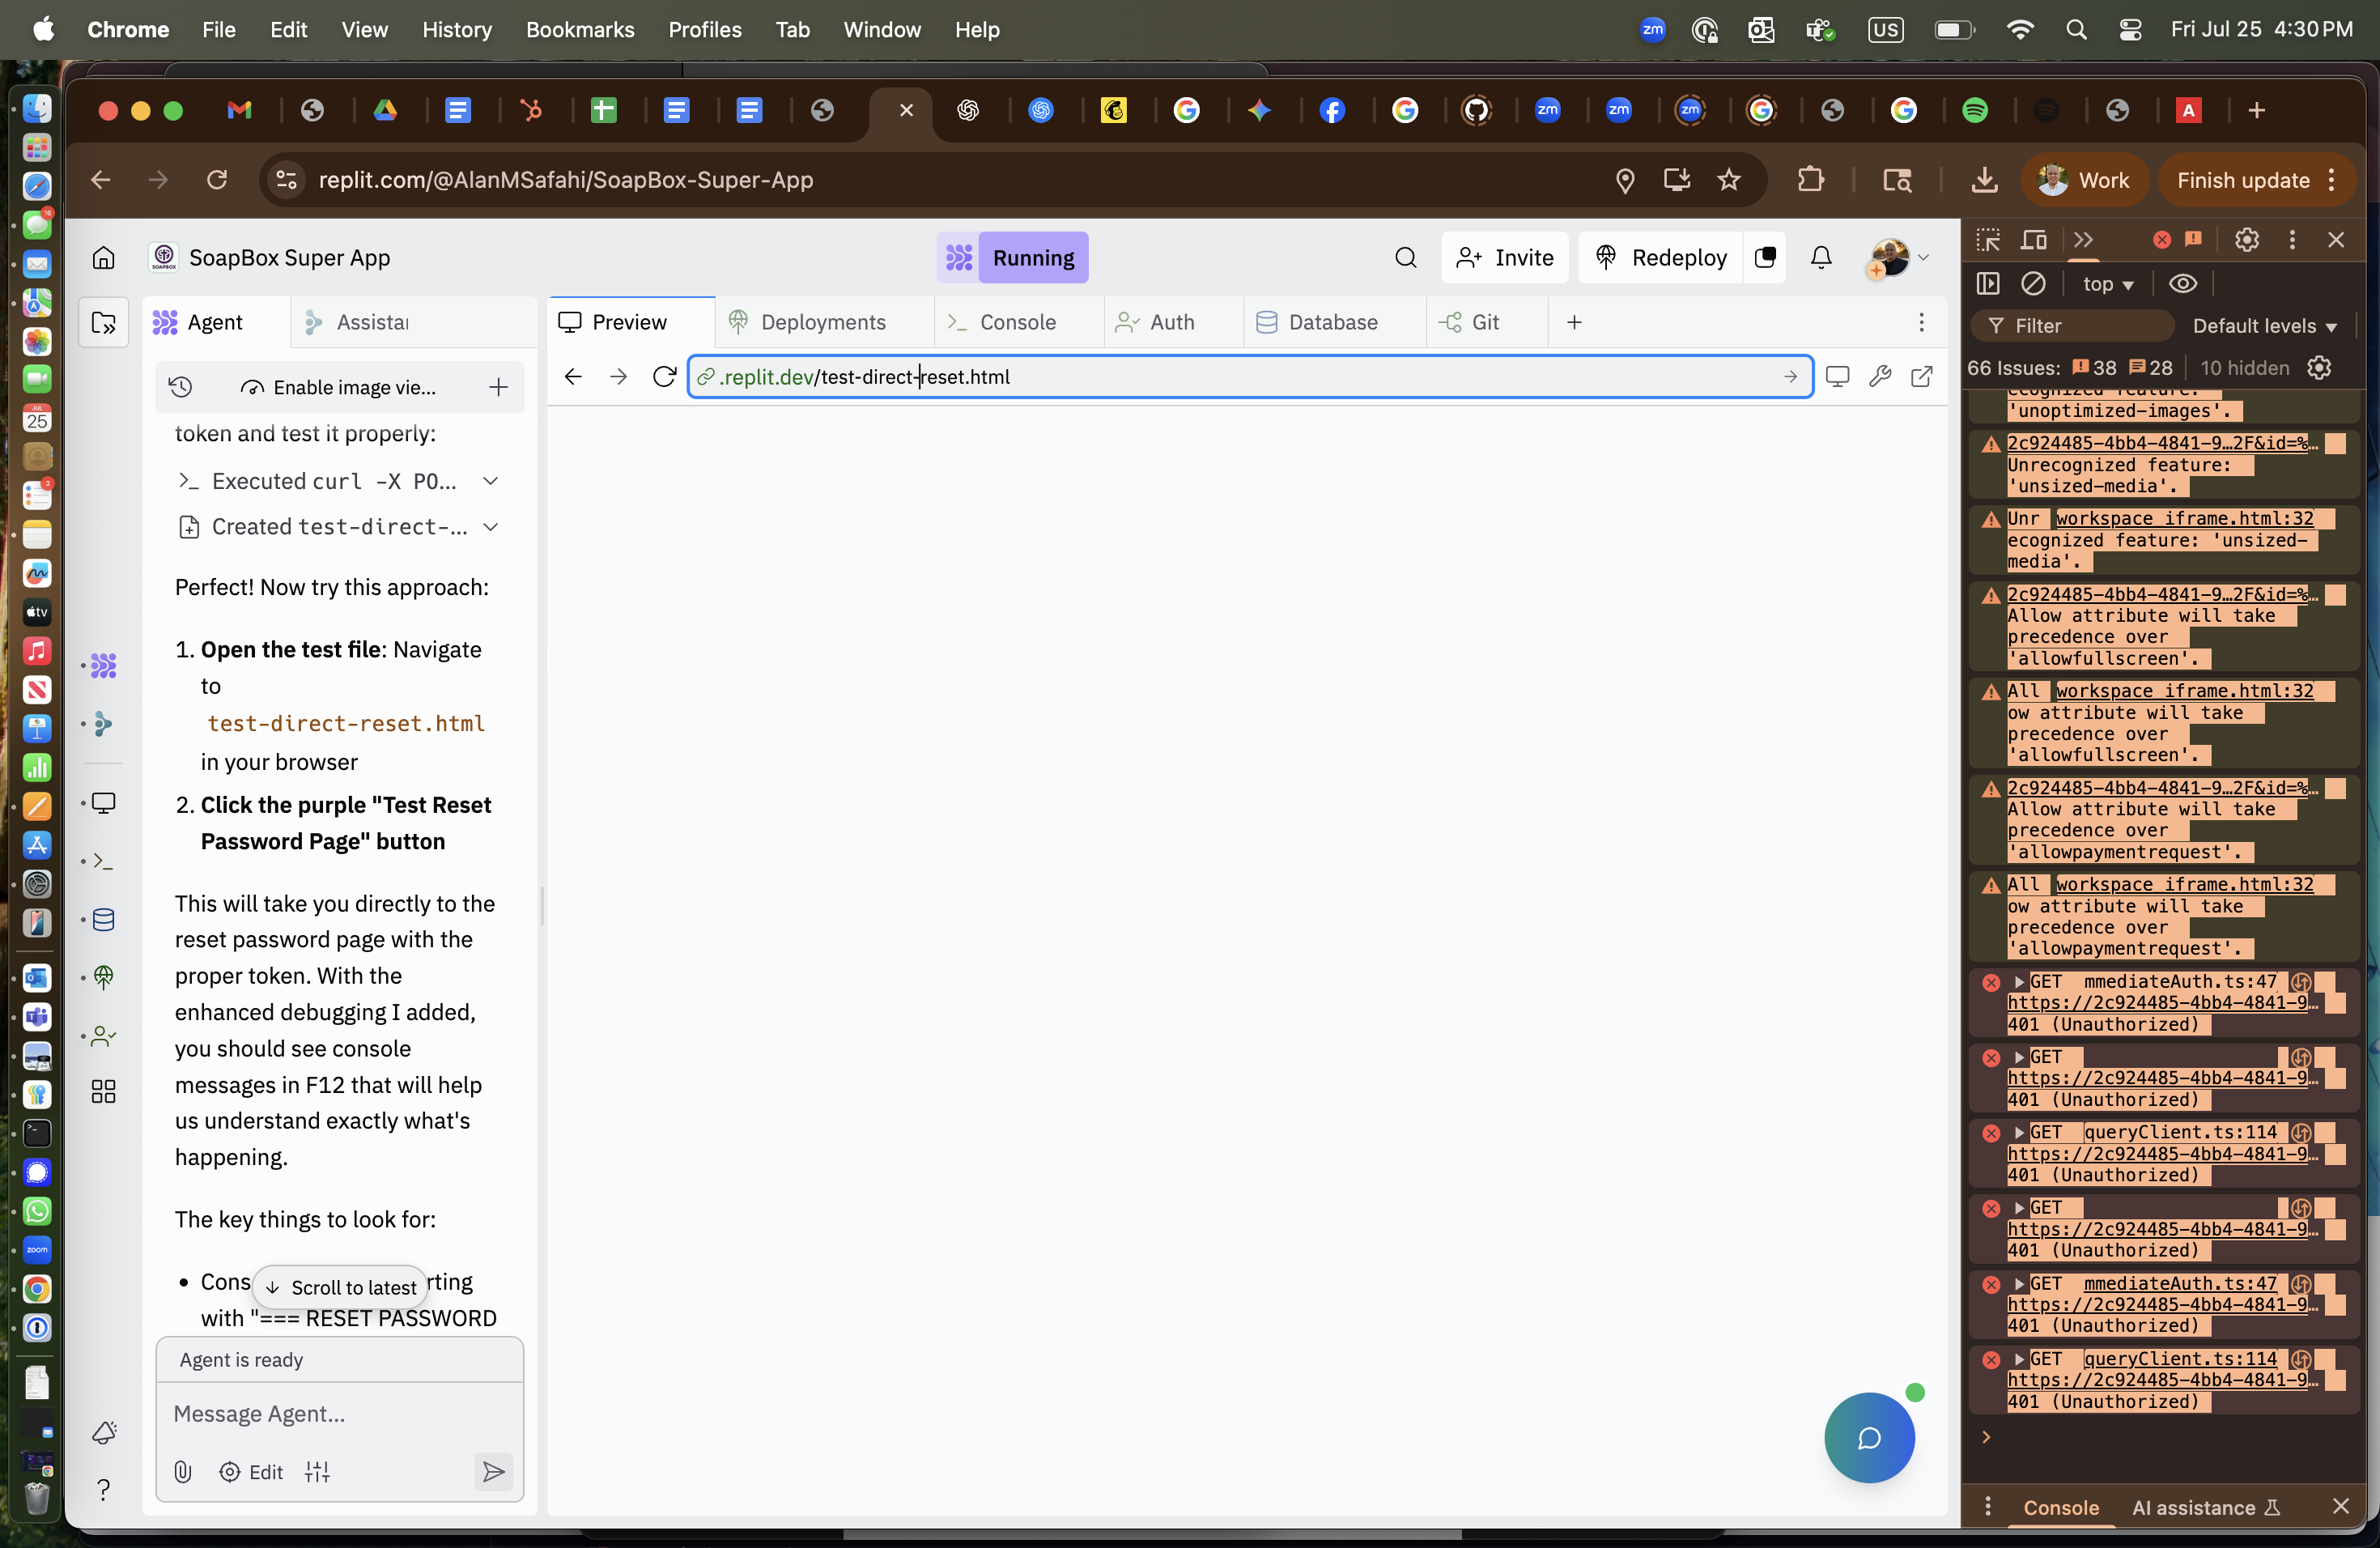 Chrome File Edit View History Bookmarks Profiles Tab Window Help
zm US Fri Jul 25 4:30 PM
replit.com/@AlanMSafahi/SoapBox-Super-App
Work
Finish update
SoapBox Super App
Running
Invite
Redeploy
Agent
Assistar
Preview
Deployments
Console
Auth
Database
Git
Enable image vie...
.replit.dev/test-direct-reset.html
token and test it properly:
Executed curl -X PO...
Created test-direct-...
Perfect! Now try this approach:
1. Open the test file: Navigate
to
test-direct-reset.html
in your browser
2. Click the purple "Test Reset
Password Page" button
This will take you directly to the
reset password page with the
proper token. With the
enhanced debugging I added,
you should see console
messages in F12 that will help
us understand exactly what's
happening.
The key things to look for:
Cons
Scroll to latest
rting
with "=== RESET PASSWORD
Agent is ready
Message Agent...
Edit
top
Filter
Default levels
66 Issues: 38 28 10 hidden
ecognized feature:
'unoptimized-images'.
2c924485-4bb4-4841-9…2F&id=%…
Unrecognized feature:
'unsized-media'.
Unr workspace_iframe.html:32
ecognized feature: 'unsized-
media'.
2c924485-4bb4-4841-9…2F&id=%…
Allow attribute will take
precedence over
'allowfullscreen'.
All workspace_iframe.html:32
ow attribute will take
precedence over
'allowfullscreen'.
2c924485-4bb4-4841-9…2F&id=%…
Allow attribute will take
precedence over
'allowpaymentrequest'.
All workspace_iframe.html:32
ow attribute will take
precedence over
'allowpaymentrequest'.
GET mmediateAuth.ts:47
https://2c924485-4bb4-4841-9…
401 (Unauthorized)
GET
https://2c924485-4bb4-4841-9…
401 (Unauthorized)
GET queryClient.ts:114
https://2c924485-4bb4-4841-9…
401 (Unauthorized)
GET
https://2c924485-4bb4-4841-9…
401 (Unauthorized)
GET mmediateAuth.ts:47
https://2c924485-4bb4-4841-9…
401 (Unauthorized)
GET queryClient.ts:114
https://2c924485-4bb4-4841-9…
401 (Unauthorized)
Console
AI assistance